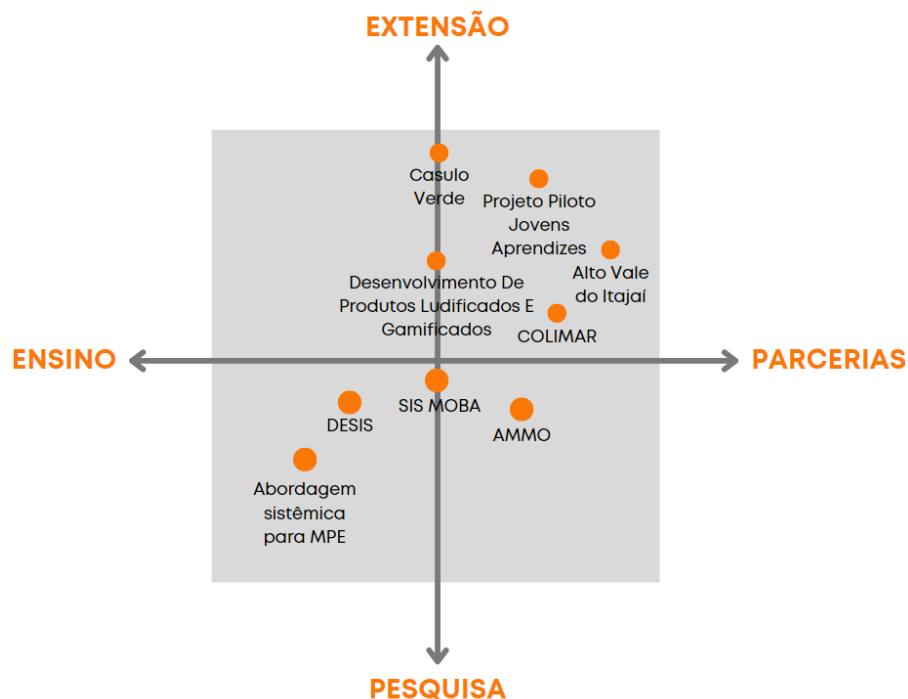 EXTENSÃO
Casulo
Verde
Projeto Piloto
Jovens
Aprendizes
Alto Vale
do Itajaí
Desenvolvimento De
Produtos Ludificados E
Gamificados
COLIMAR
ENSINO
PARCERIAS
SIS MOBA
DESIS
AMMO
Abordagem
sistêmica
para MPE
PESQUISA